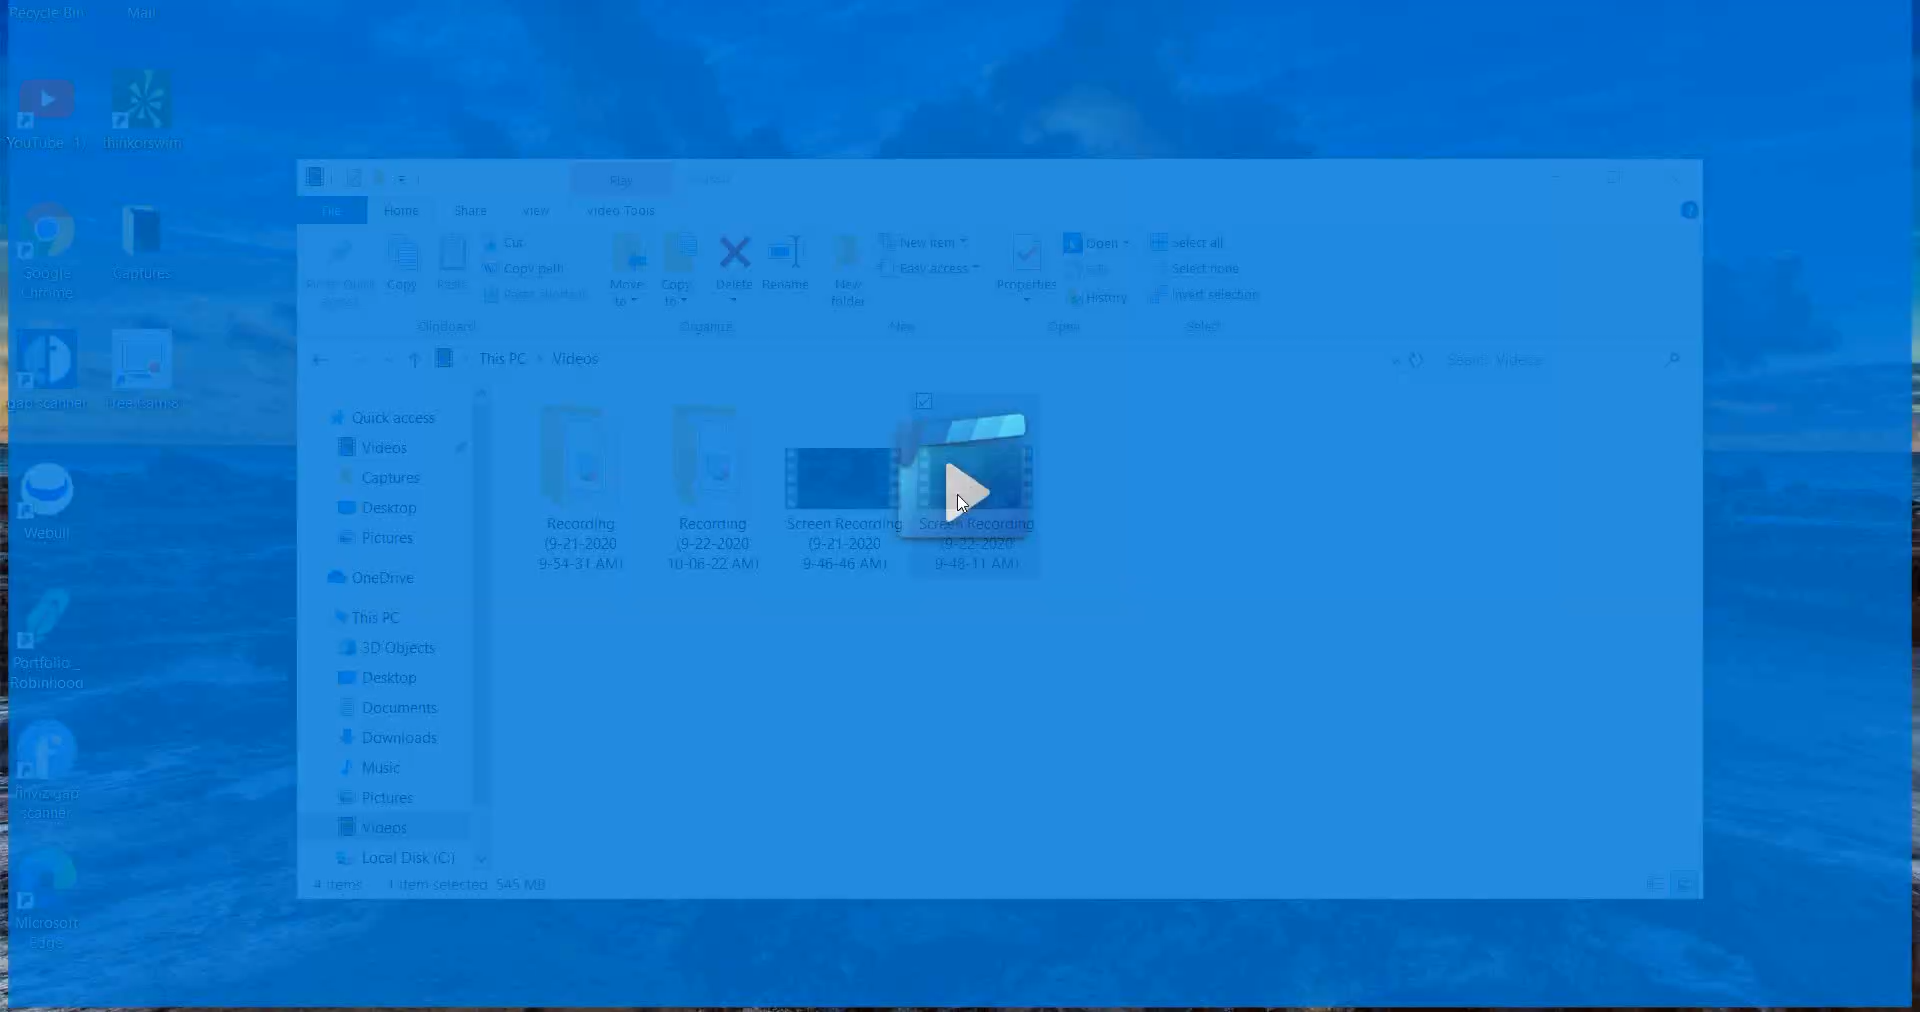 Recycle Bin
Mail
YouTube
thinkorswim
Google
Chrome
Captures
gap scanner
Free Cam 8
Webull
Portfolio _
Robinhood
finviz gap
scanner
Microsoft
Edge
Play
File
Home
Share
View
Video Tools
Copy
Paste
Cut
Copy path
Paste shortcut
Move
to
Copy
to
Delete
Rename
New
folder
New item
Easy access
Properties
Open
Edit
History
Select all
Select none
Invert selection
Clipboard
Organize
New
Open
Select
This PC
Videos
Search Videos
Quick access
Videos
Captures
Desktop
Pictures
OneDrive
This PC
3D Objects
Desktop
Documents
Downloads
Music
Pictures
Videos
Local Disk (C:)
Recording
(9-21-2020
9-54-31 AM)
Recording
(9-22-2020
10-06-22 AM)
Screen Recording
(9-21-2020
9-46-46 AM)
Screen Recording
(9-22-2020
9-48-11 AM)
4 items
1 item selected
545 MB